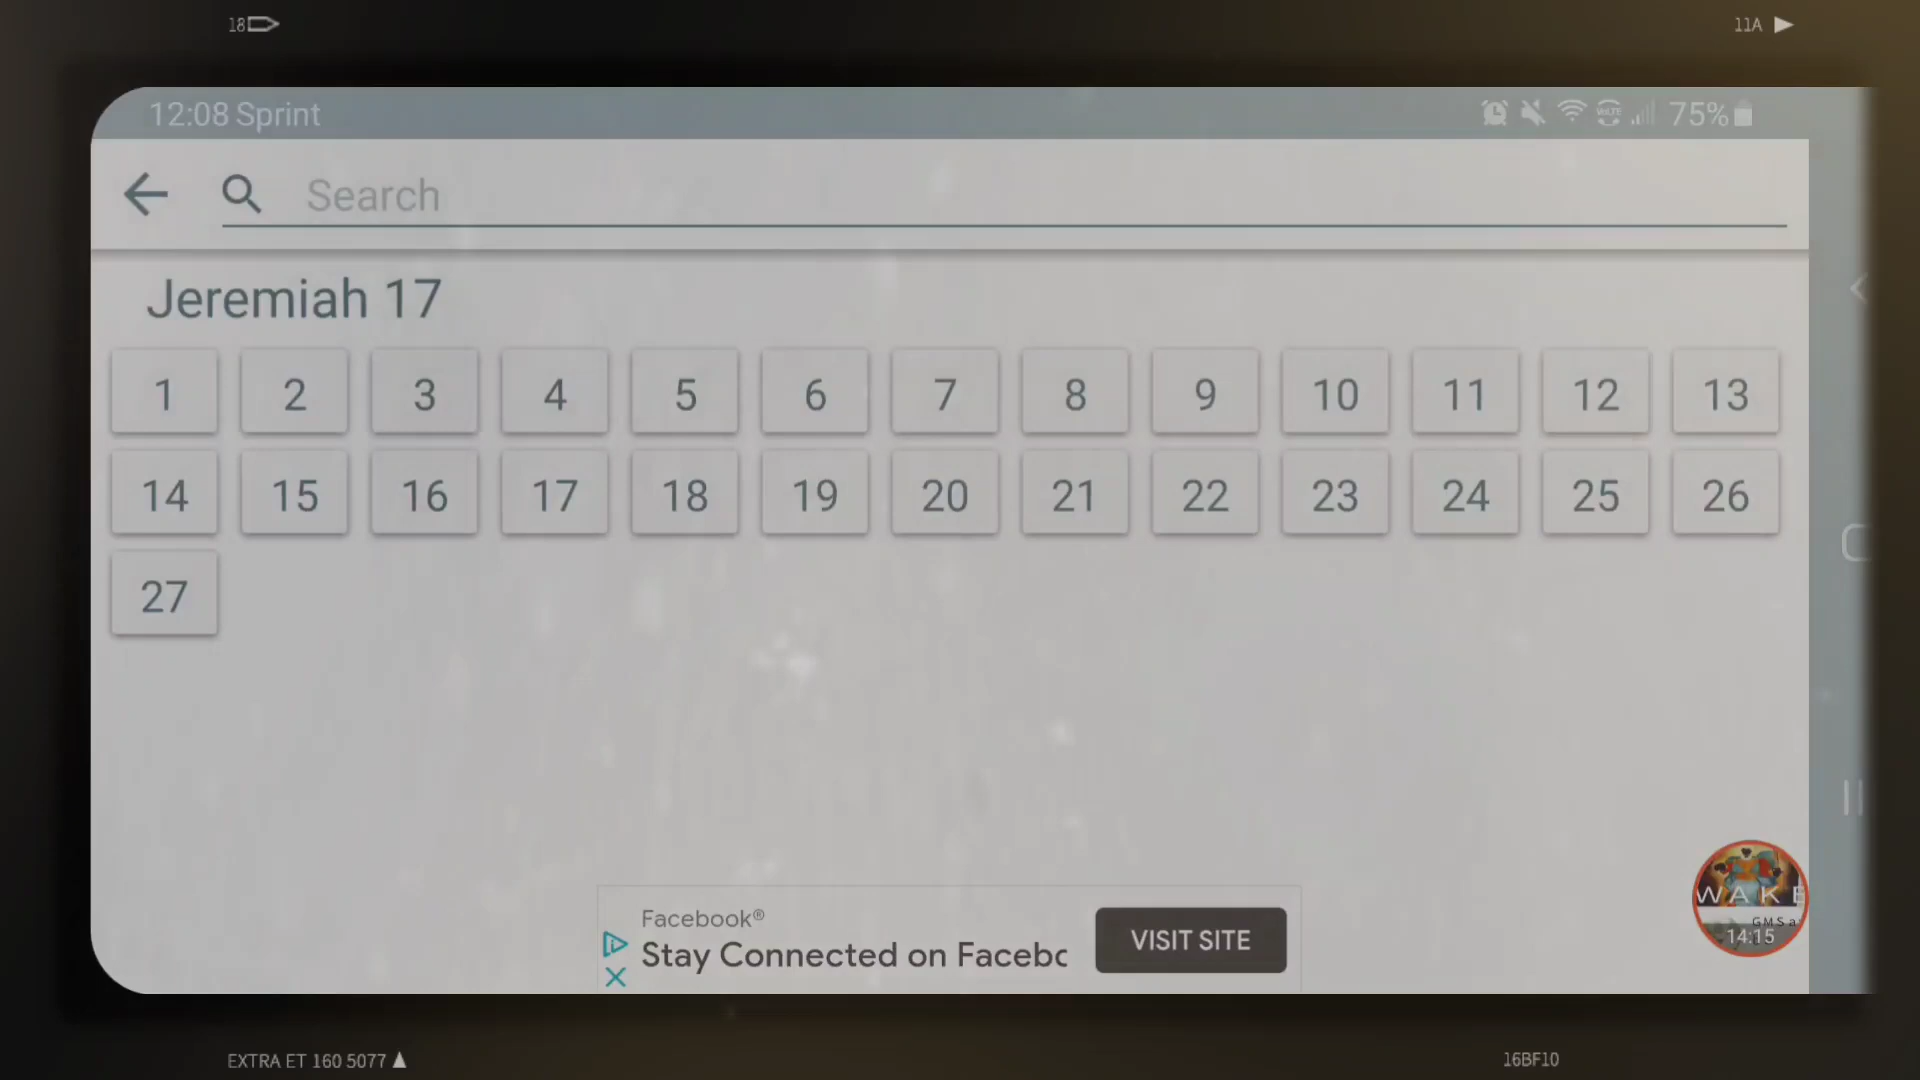 18
11A
12:08 Sprint
75%
Search
Jeremiah 17
1 2 3 4 5 6 7 8 9 10 11 12 13
14 15 16 17 18 19 20 21 22 23 24 25 26
27
Facebook®
Stay Connected on Facebo
VISIT SITE
WAKE
GMS a
14:15
EXTRA ET 160 5077
16BF10